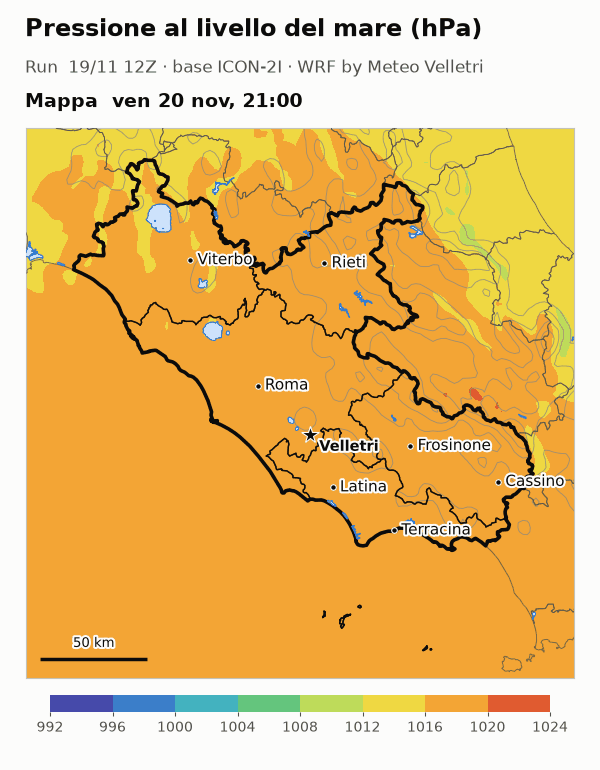 Pressione al livello del mare (hPa)
Run  19/11 12Z · base ICON-2I · WRF by Meteo Velletri
Mappa  ven 20 nov, 21:00
Viterbo
Rieti
Roma
Velletri
Frosinone
Cassino
Latina
Terracina
50 km
992 996 1000 1004 1008 1012 1016 1020 1024